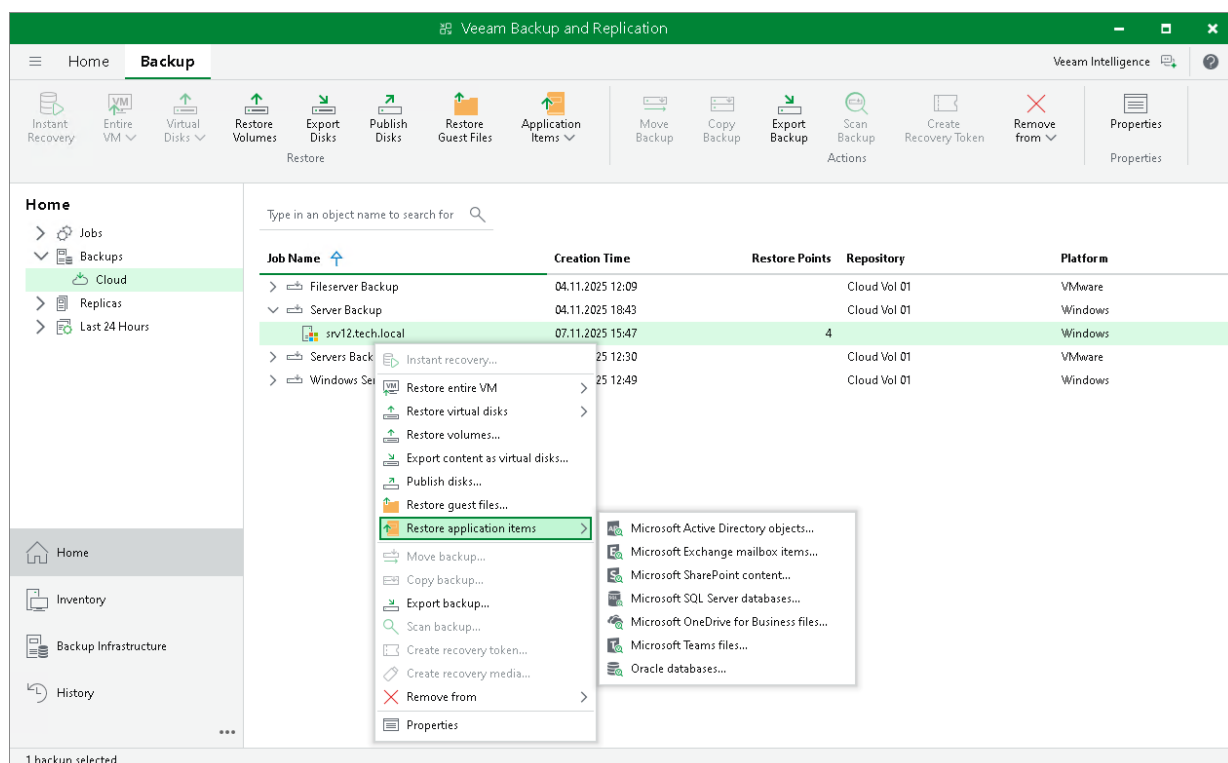 Veeam Backup and Replication
Home
Backup
Veeam Intelligence
Instant Recovery
Entire VM
Virtual Disks
Restore Volumes
Export Disks
Publish Disks
Restore Guest Files
Application Items
Move Backup
Copy Backup
Export Backup
Scan Backup
Create Recovery Token
Remove from
Properties
Restore
Actions
Properties
Home
Jobs
Backups
Cloud
Replicas
Last 24 Hours
Type in an object name to search for
Job Name Creation Time Restore Points Repository Platform
Fileserver Backup 04.11.2025 12:09 Cloud Vol 01 VMware
Server Backup 04.11.2025 18:43 Cloud Vol 01 Windows
srv12.tech.local 07.11.2025 15:47 4 Windows
Servers Back 25 12:30 Cloud Vol 01 VMware
Windows Ser 25 12:49 Cloud Vol 01 Windows
Instant recovery...
Restore entire VM
Restore virtual disks
Restore volumes...
Export content as virtual disks...
Publish disks...
Restore guest files...
Restore application items
Move backup...
Copy backup...
Export backup...
Scan backup...
Create recovery token...
Create recovery media...
Remove from
Properties
Microsoft Active Directory objects...
Microsoft Exchange mailbox items...
Microsoft SharePoint content...
Microsoft SQL Server databases...
Microsoft OneDrive for Business files...
Microsoft Teams files...
Oracle databases...
Home
Inventory
Backup Infrastructure
History
1 backup selected